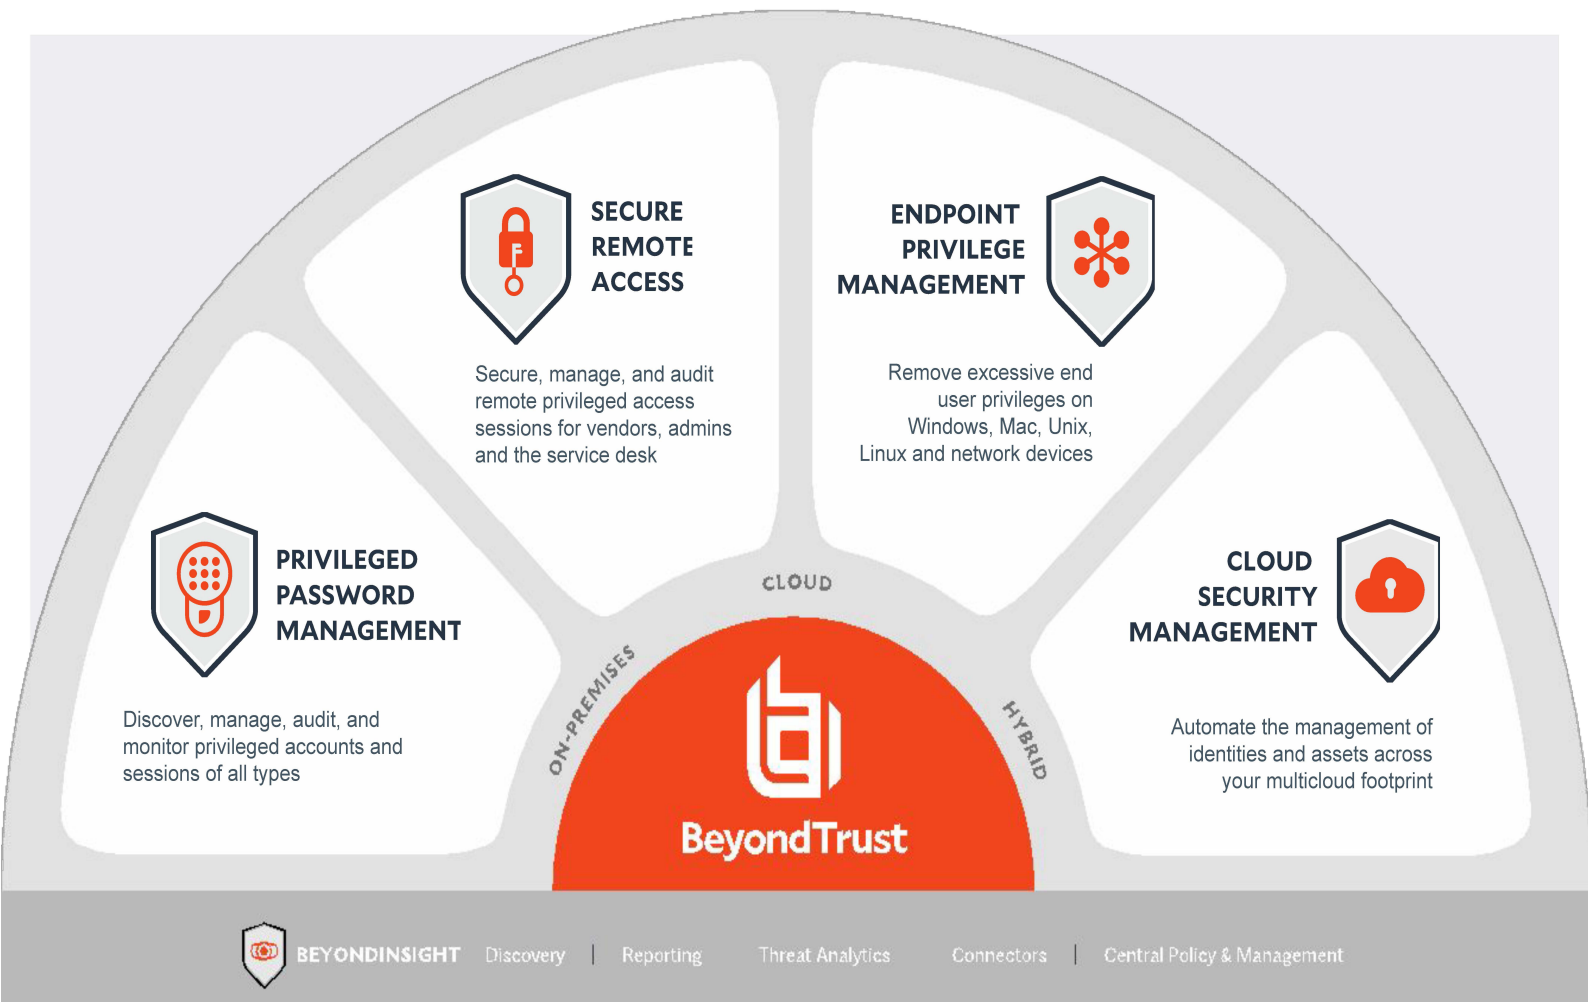 SECURE
REMOTE
ACCESS
Secure, manage, and audit
remote privileged access
sessions for vendors, admins
and the service desk
ENDPOINT
PRIVILEGE
MANAGEMENT
Remove excessive end
user privileges on
Windows, Mac, Unix,
Linux and network devices
PRIVILEGED
PASSWORD
MANAGEMENT
Discover, manage, audit, and
monitor privileged accounts and
sessions of all types
CLOUD
SECURITY
MANAGEMENT
Automate the management of
identities and assets across
your multicloud footprint
ON-PREMISES
CLOUD
HYBRID
BeyondTrust
BEYONDINSIGHT Discovery | Reporting Threat Analytics Connectors | Central Policy & Management